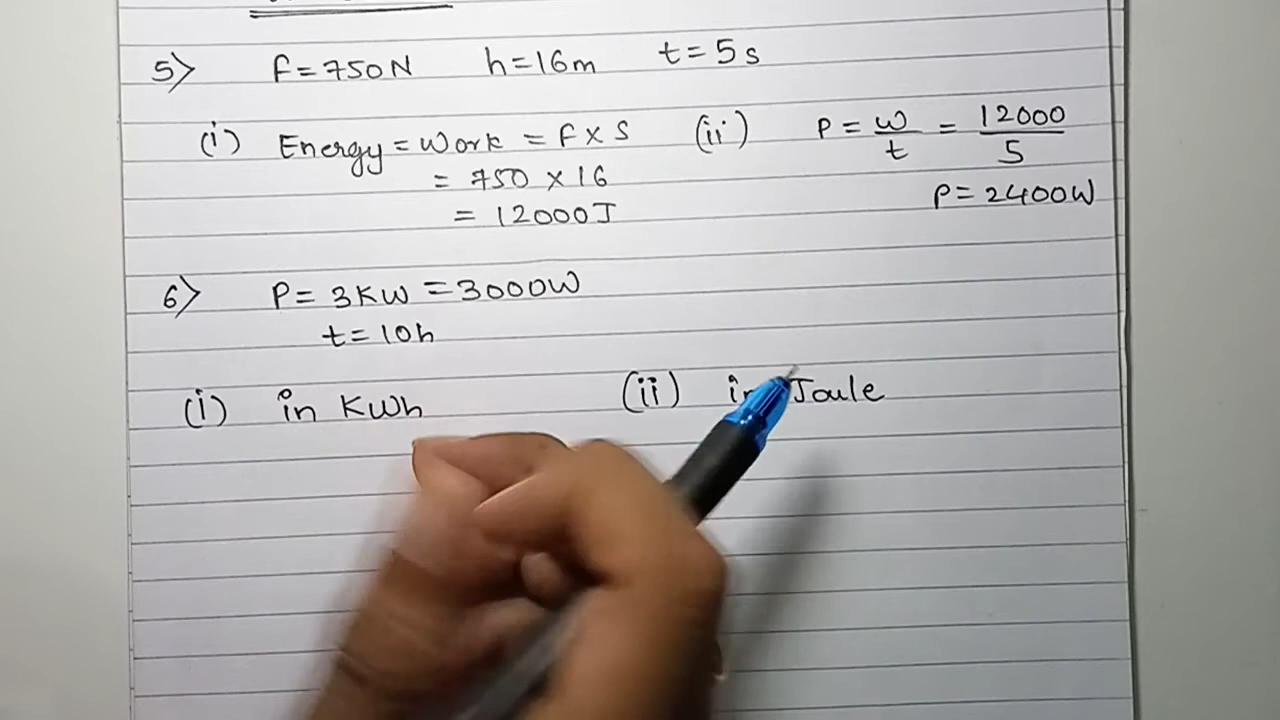 5) F = 750N h = 16m t = 5s
(i) Energy = Work = F × S
= 750 × 16
= 12000J
(ii) P = W/t = 12000/5
P = 2400W
6) P = 3KW = 3000W
t = 10h
(i) in KWh (ii) in Joule